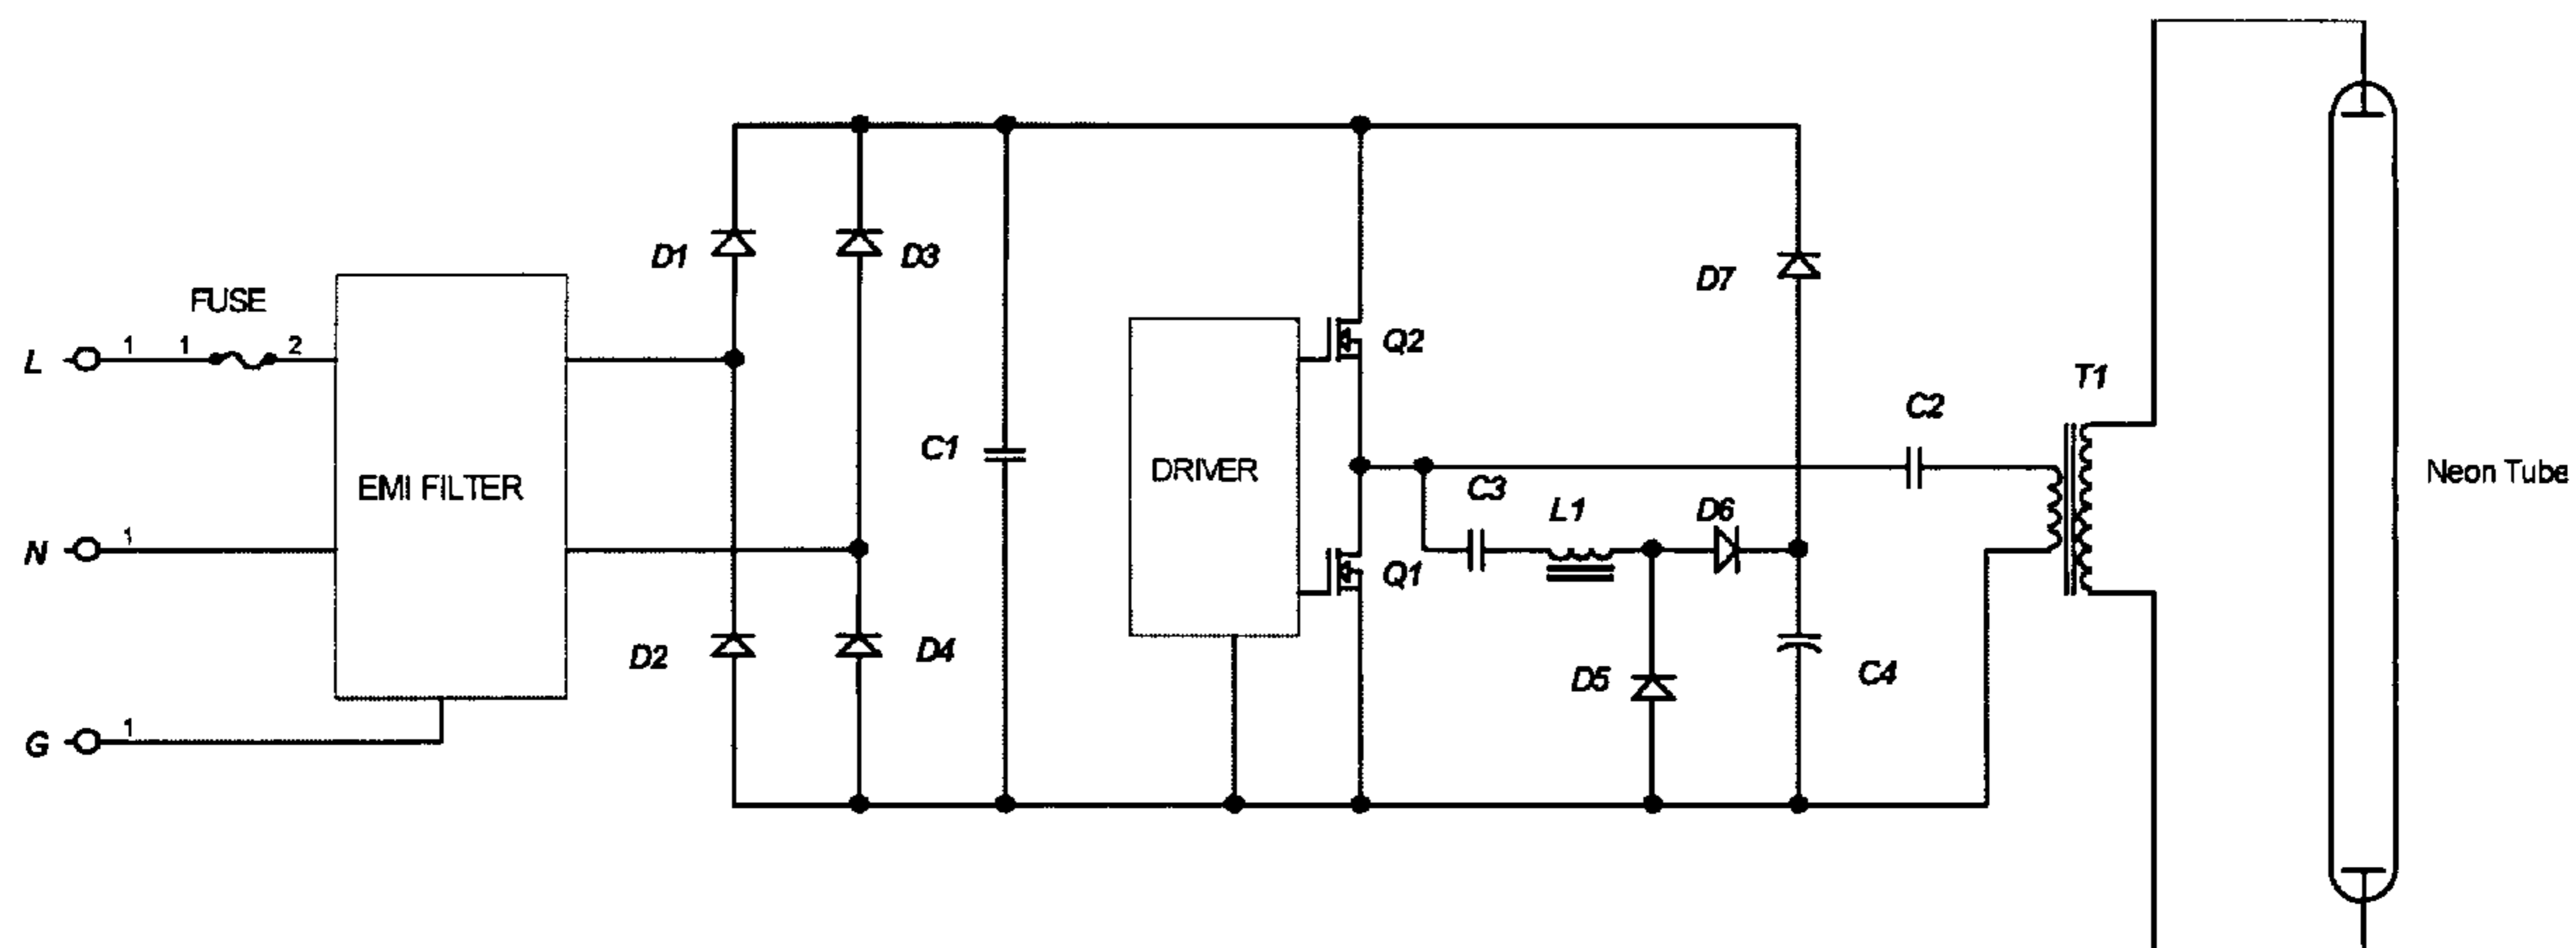 D1
D3
D7
FUSE
L
1
1
2
Q2
T1
C2
C1
EMI FILTER
DRIVER
Neon Tube
C3
L1
D6
N
1
Q1
D2
D4
D5
C4
G
1